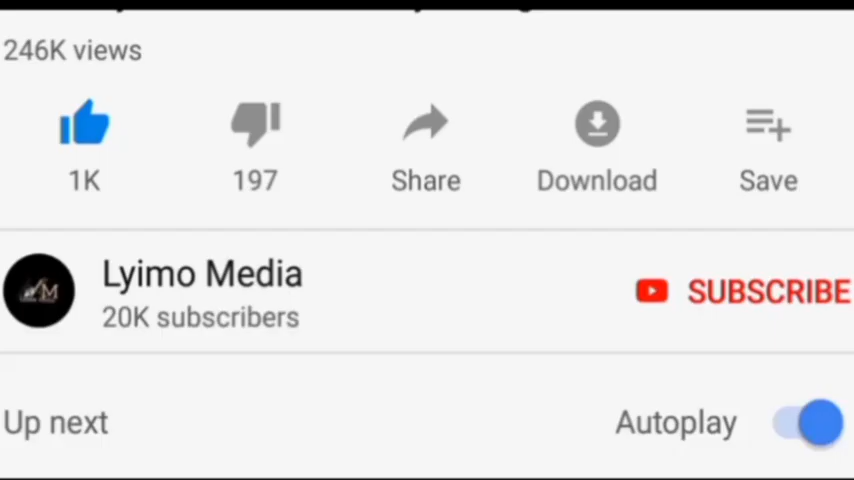 246K views
1K 197 Share Download Save
Lyimo Media SUBSCRIBE
20K subscribers
Up next Autoplay